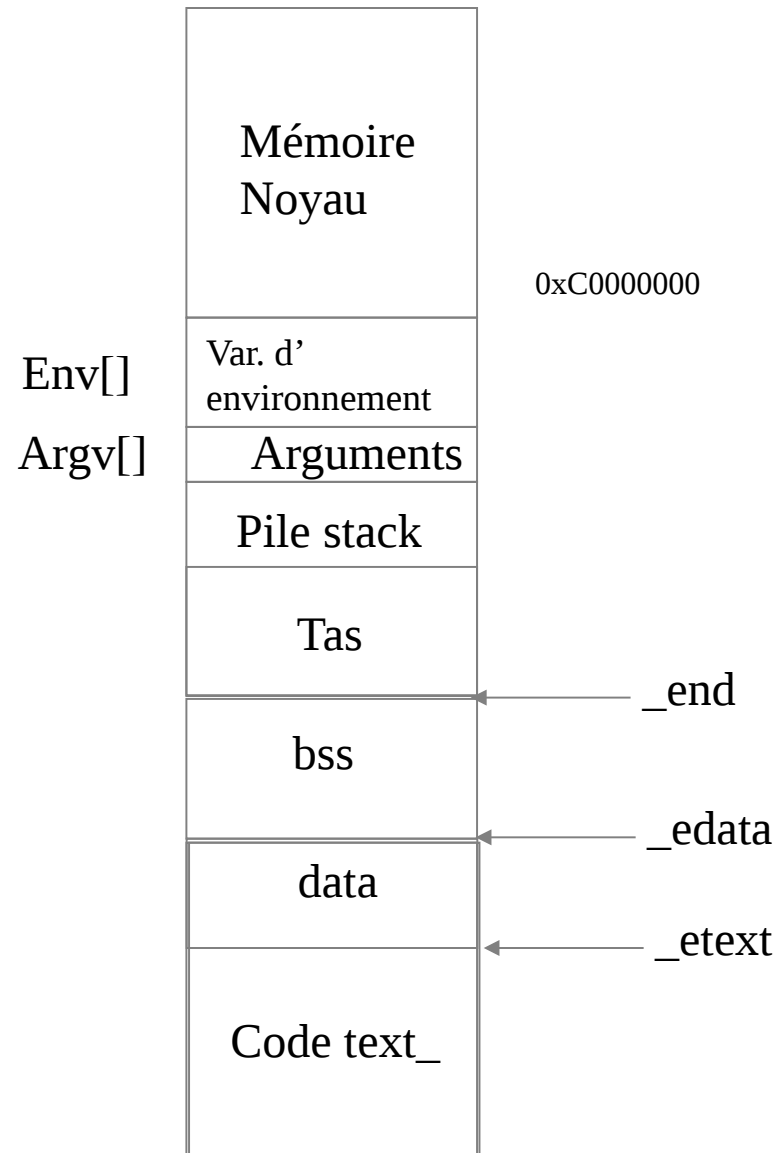 Mémoire
Noyau
0xC0000000
Env[]
Var. d’
environnement
Argv[]
Arguments
Pile stack
Tas
_end
bss
_edata
data
_etext
Code text_